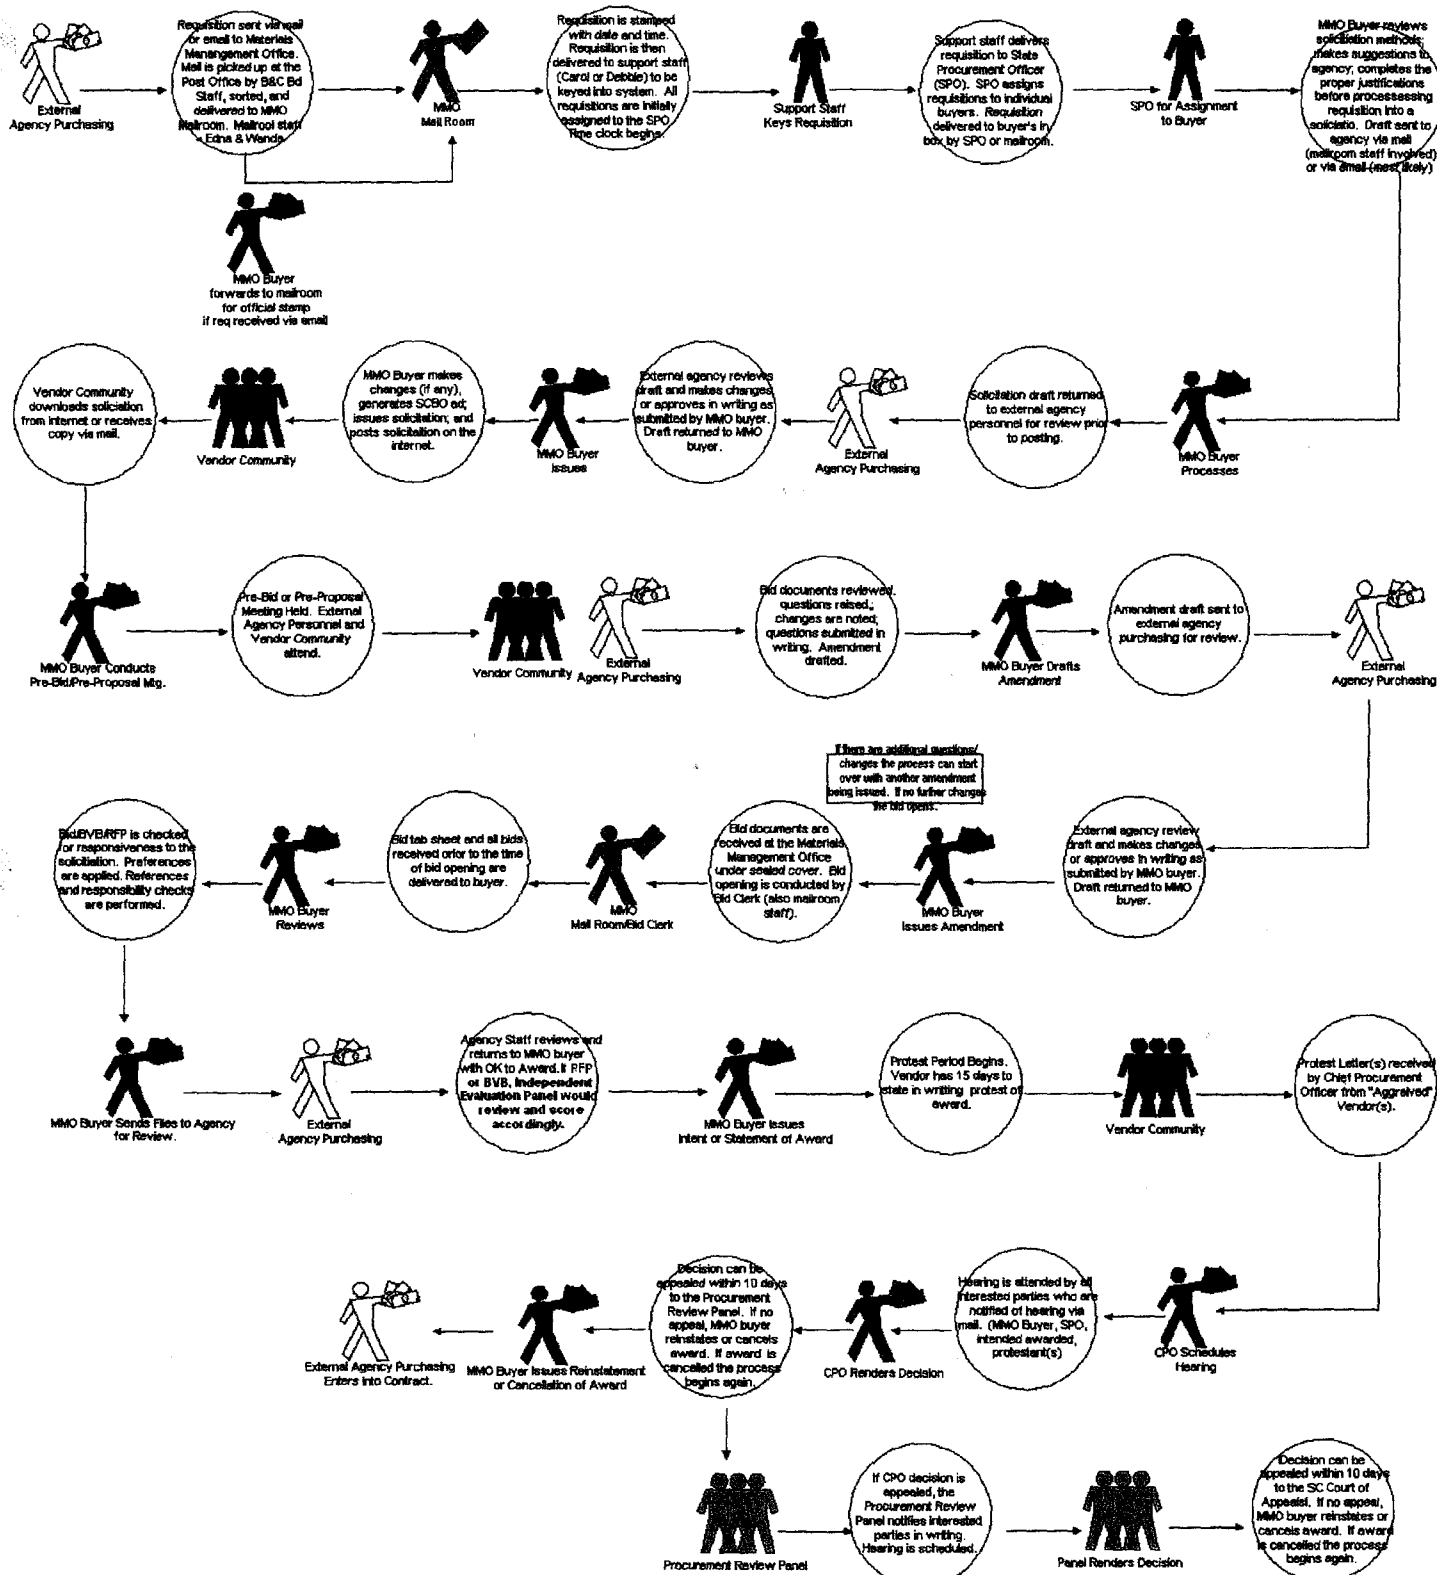 External
Agency Purchasing
Requisition sent via mail
or email to Materials
Management Office.
Mail is picked up at the
Post Office by B&C Bd
Staff, sorted, and
delivered to MMO
Mailroom. Mailrool staff
- Edna & Wanda
MMO
Mail Room
Requisition is stamped
with date and time.
Requisition is then
delivered to support staff
(Carol or Debbie) to be
keyed into system. All
requisitions are initially
assigned to the SPO
Time clock begins.
Support Staff
Keys Requisition
Support staff delivers
requisition to State
Procurement Officer
(SPO). SPO assigns
requisitions to individual
buyers. Requisition
delivered to buyer's in
box by SPO or mailroom.
SPO for Assignment
to Buyer
MMO Buyer reviews
solicitiation methods;
makes suggestions to
agency; completes the
proper justifications
before processessing
requisition into a
soliciatio. Draft sent to
agency via mail
(mailroom staff involved)
or via email (most likely)
MMO Buyer
forwards to mailroom
for official stamp
if req received via email
Vendor Community
downloads soliciation
from internet or receives
copy via mail.
Vendor Community
MMO Buyer makes
changes (if any),
generates SCBO ad;
issues solicitation; and
posts solicitation on the
internet.
MMO Buyer
Issues
External agency reviews
draft and makes changes
or approves in writing as
submitted by MMO buyer.
Draft returned to MMO
buyer.
External
Agency Purchasing
Solicitation draft returned
to external agency
personnel for review prior
to posting.
MMO Buyer
Processes
MMO Buyer Conducts
Pre-Bid/Pre-Proposal Mtg.
Pre-Bid or Pre-Proposal
Meeting Held. External
Agency Personnel and
Vendor Community
attend.
Vendor Community
External
Agency Purchasing
Bid documents reviewed.
questions raised,;
changes are noted;
questions submitted in
writing. Amendment
drafted.
MMO Buyer Drafts
Amendment
Amendment draft sent to
external agency
purchasing for review.
External
Agency Purchasing
If there are additional questions/
changes the process can start
over with another amendment
being issued. If no further changes
the bid opens.
Bid/BVB/RFP is checked
for responsiveness to the
solicitiation. Preferences
are applied. References
and responsibility checks
are performed.
MMO Buyer
Reviews
Bid tab sheet and all bids
received prior to the time
of bid opening are
delivered to buyer.
MMO
Mail Room/Bid Clerk
Bid documents are
received at the Materials
Management Office
under sealed cover. Bid
opening is conducted by
Bid Clerk (also mailroom
staff).
MMO Buyer
Issues Amendment
External agency review
draft and makes changes
or approves in writing as
submitted by MMO buyer.
Draft returned to MMO
buyer.
MMO Buyer Sends Files to Agency
for Review.
External
Agency Purchasing
Agency Staff reviews and
returns to MMO buyer
with OK to Award.If RFP
or BVB, Independent
Evaluation Panel would
review and score
accordingly.
MMO Buyer Issues
Intent or Statement of Award
Protest Period Begins.
Vendor has 15 days to
state in writting protest of
award.
Vendor Community
Protest Letter(s) received
by Chief Procurement
Officer from "Aggraived"
Vendor(s).
External Agency Purchasing
Enters into Contract.
MMO Buyer Issues Reinstatement
or Cancellation of Award
Decision can be
appealed within 10 days
to the Procurement
Review Panel. If no
appeal, MMO buyer
reinstates or cancels
award. If award is
cancelled the process
begins again.
CPO Renders Decision
Hearing is attended by all
interested parties who are
notified of hearing via
mail. (MMO Buyer, SPO,
intended awarded,
protestant(s)
CPO Schedules
Hearing
Procurement Review Panel
If CPO decision is
appealed, the
Procurement Review
Panel notifies interested
parties in writing.
Hearing is scheduled.
Panel Renders Decision
Decision can be
appealed within 10 days
to the SC Court of
Appeals. If no appeal,
MMO buyer reinstates or
cancels award. If award
is cancelled the process
begins again.